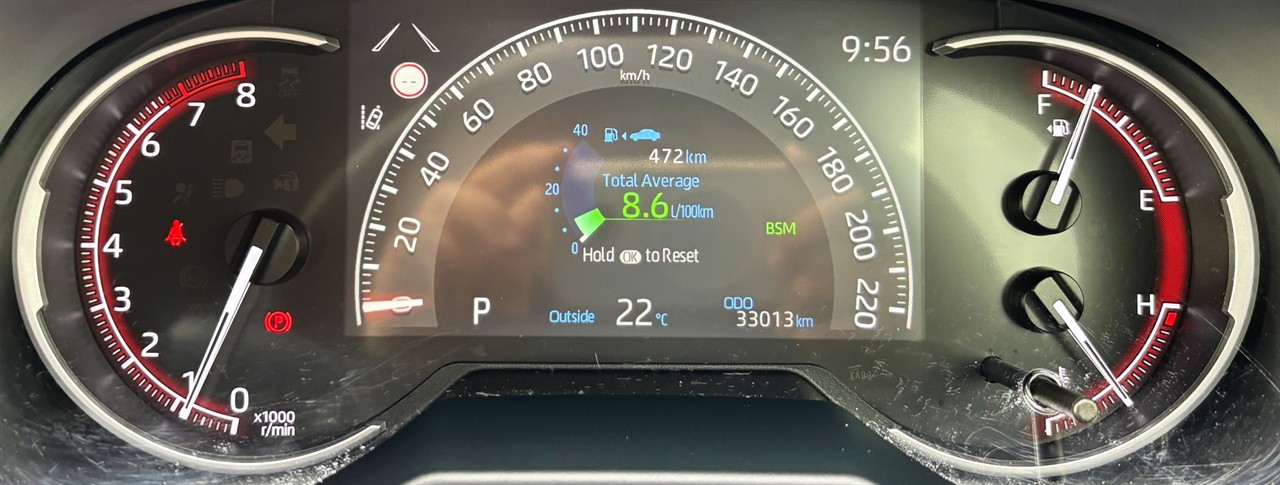 8
7
6
5
4
3
2
1
0
x1000
r/min
P
20
40
60
80
100
120
140
160
180
200
220
km/h
9:56
40
20
0
472km
Total Average
8.6 L/100km
Hold OK to Reset
BSM
P
Outside 22°C
ODO
33013km
F
E
H